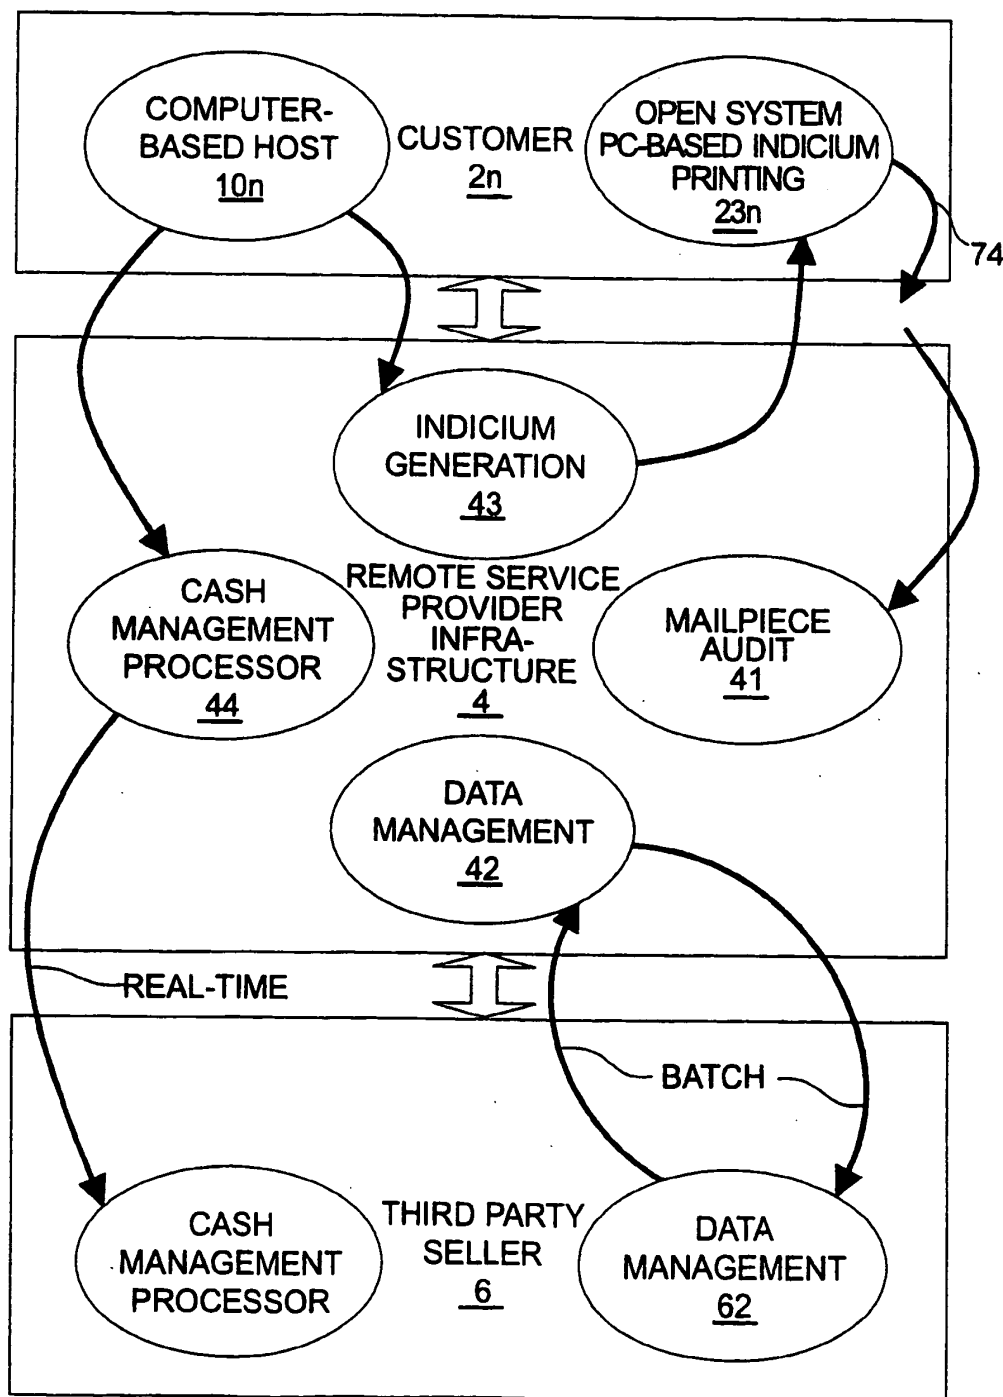 COMPUTER-
BASED HOST
10n
CUSTOMER
2n
OPEN SYSTEM
PC-BASED INDICIUM
PRINTING
23n
74
INDICIUM
GENERATION
43
CASH
MANAGEMENT
PROCESSOR
44
REMOTE SERVICE
PROVIDER
INFRA-
STRUCTURE
4
MAILPIECE
AUDIT
41
DATA
MANAGEMENT
42
REAL-TIME
BATCH
CASH
MANAGEMENT
PROCESSOR
THIRD PARTY
SELLER
6
DATA
MANAGEMENT
62